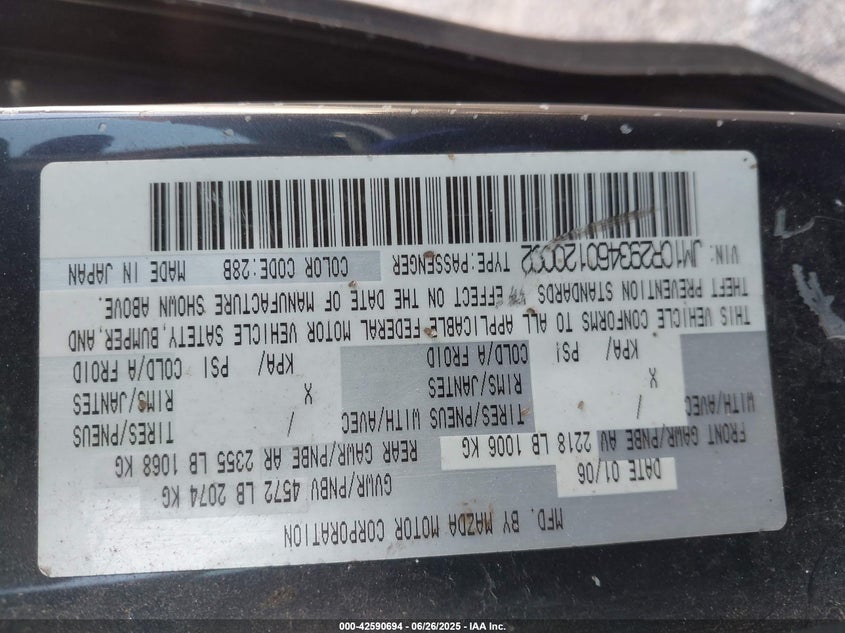 MFD. BY MAZDA MOTOR CORPORATION
DATE 01/06 GVWR/PNBV 4572 LB 2074 KG
FRONT GAWR/PNBE AV 2218 LB 1006 KG REAR GAWR/PNBE AR 2355 LB 1068 KG
WITH/AVEC / TIRES/PNEUS WITH/AVEC / TIRES/PNEUS
X RIMS/JANTES X RIMS/JANTES
KPA/ PSI COLD/A FROID KPA/ PSI COLD/A FROID
THIS VEHICLE CONFORMS TO ALL APPLICABLE FEDERAL MOTOR VEHICLE SAFETY, BUMPER, AND
THEFT PREVENTION STANDARDS IN EFFECT ON THE DATE OF MANUFACTURE SHOWN ABOVE.
VIN: JM1CR293460120002 TYPE:PASSENGER COLOR CODE:28B MADE IN JAPAN
000-42590694 - 06/26/2025 - IAA Inc.